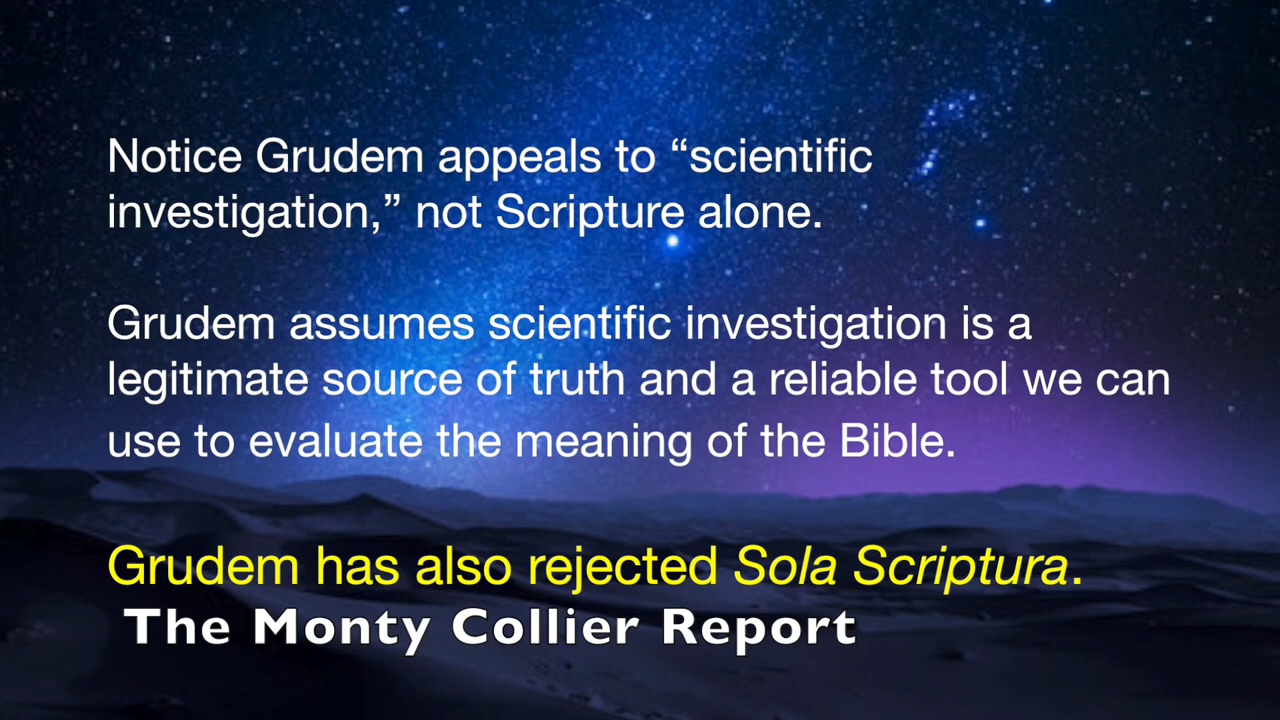 Notice Grudem appeals to “scientific
investigation,” not Scripture alone.
Grudem assumes scientific investigation is a
legitimate source of truth and a reliable tool we can
use to evaluate the meaning of the Bible.
Grudem has also rejected Sola Scriptura.
The Monty Collier Report